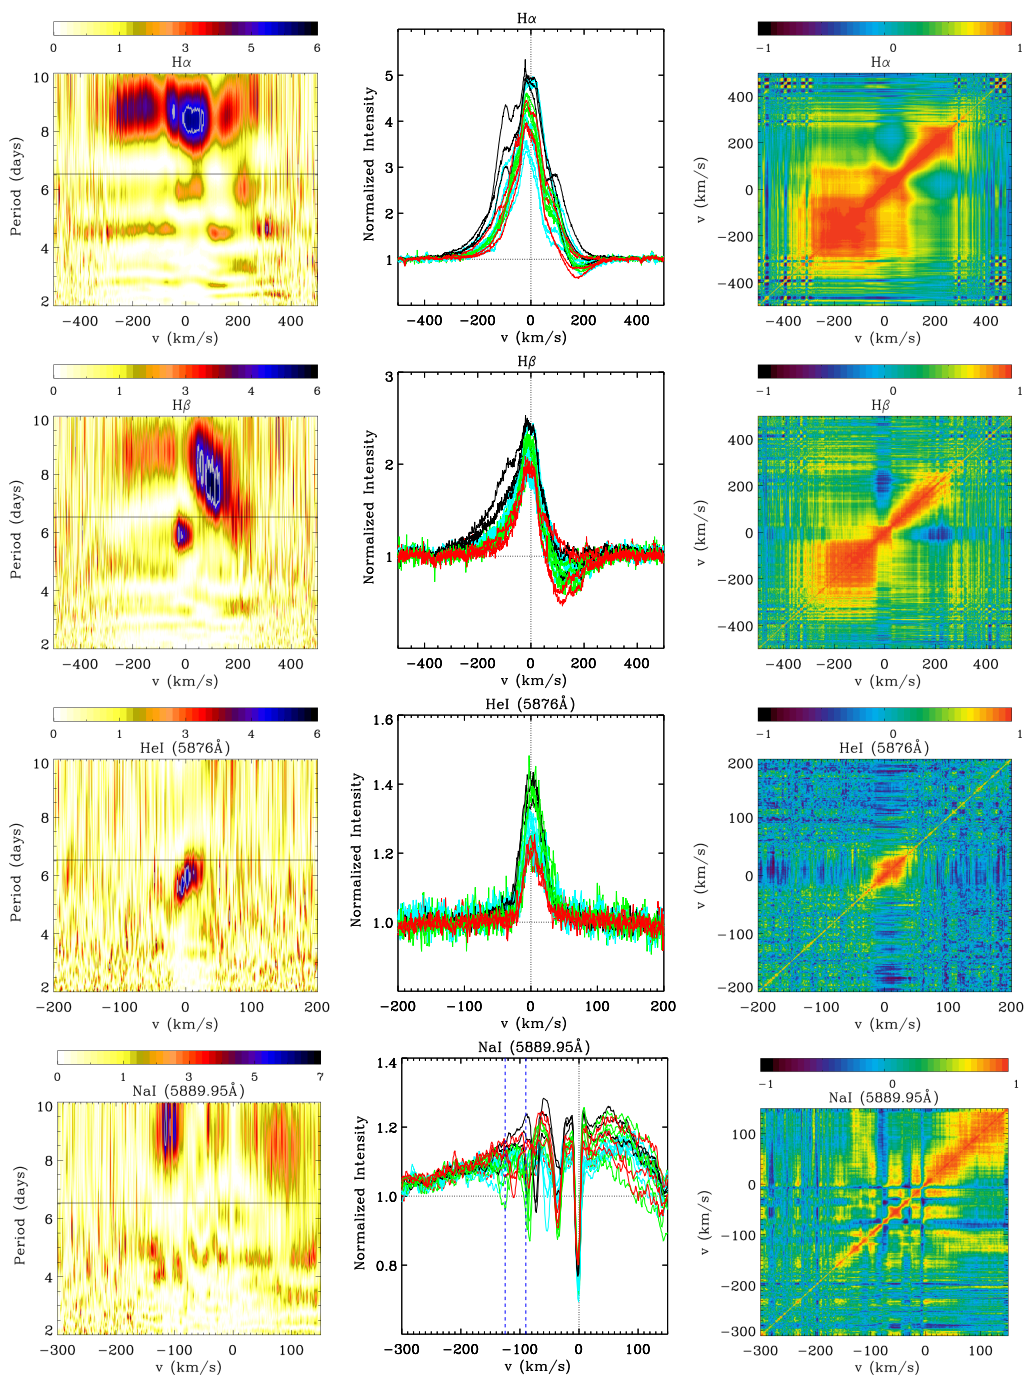 Hα
0 1 3 4 6
Hα
10
8
6
4
2
Period (days)
−400 −200 0 200 400
v (km/s)
5
4
3
2
1
Normalized Intensity
−400 −200 0 200 400
v (km/s)
−1 0 1
Hα
400
200
0
−200
−400
v (km/s)
−400 −200 0 200 400
v (km/s)
0 1 3 4 6
Hβ
10
8
6
4
2
Period (days)
−400 −200 0 200 400
v (km/s)
Hβ
3
2
1
Normalized Intensity
−400 −200 0 200 400
v (km/s)
−1 0 1
Hβ
400
200
0
−200
−400
v (km/s)
−400 −200 0 200 400
v (km/s)
0 1 3 4 6
HeI (5876Å)
10
8
6
4
2
Period (days)
−200 −100 0 100 200
v (km/s)
HeI (5876Å)
1.6
1.4
1.2
1.0
Normalized Intensity
−200 −100 0 100 200
v (km/s)
−1 0 1
HeI (5876Å)
200
100
0
−100
−200
v (km/s)
−200 −100 0 100 200
v (km/s)
0 1 3 4 5 7
NaI (5889.95Å)
10
8
6
4
2
Period (days)
−300 −200 −100 0 100
v (km/s)
NaI (5889.95Å)
1.4
1.2
1.0
0.8
Normalized Intensity
−300 −200 −100 0 100
v (km/s)
−1 0 1
NaI (5889.95Å)
100
0
−100
−200
−300
v (km/s)
−300 −200 −100 0 100
v (km/s)